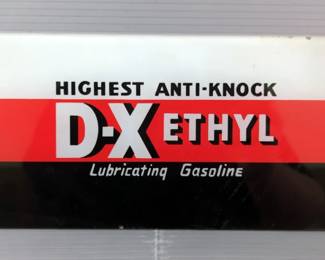 HIGHEST ANTI-KNOCK
D-X ETHYL
Lubricating Gasoline